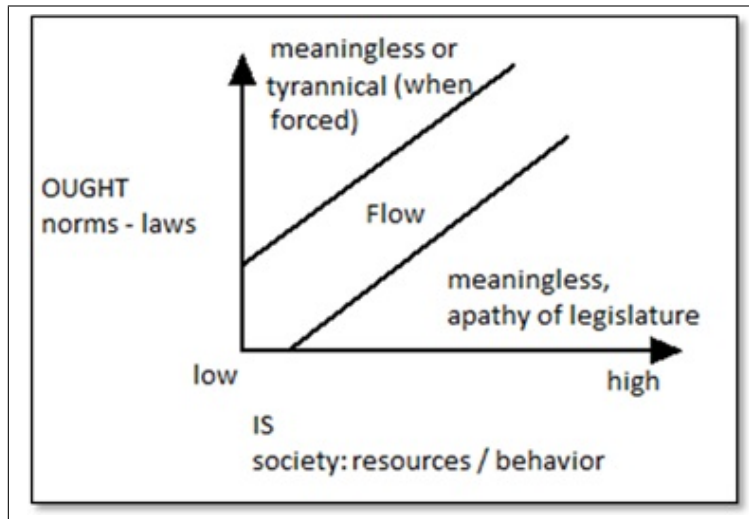 meaningless or
tyrannical (when
forced)
OUGHT
norms - laws
Flow
meaningless,
apathy of legislature
low
high
IS
society: resources / behavior